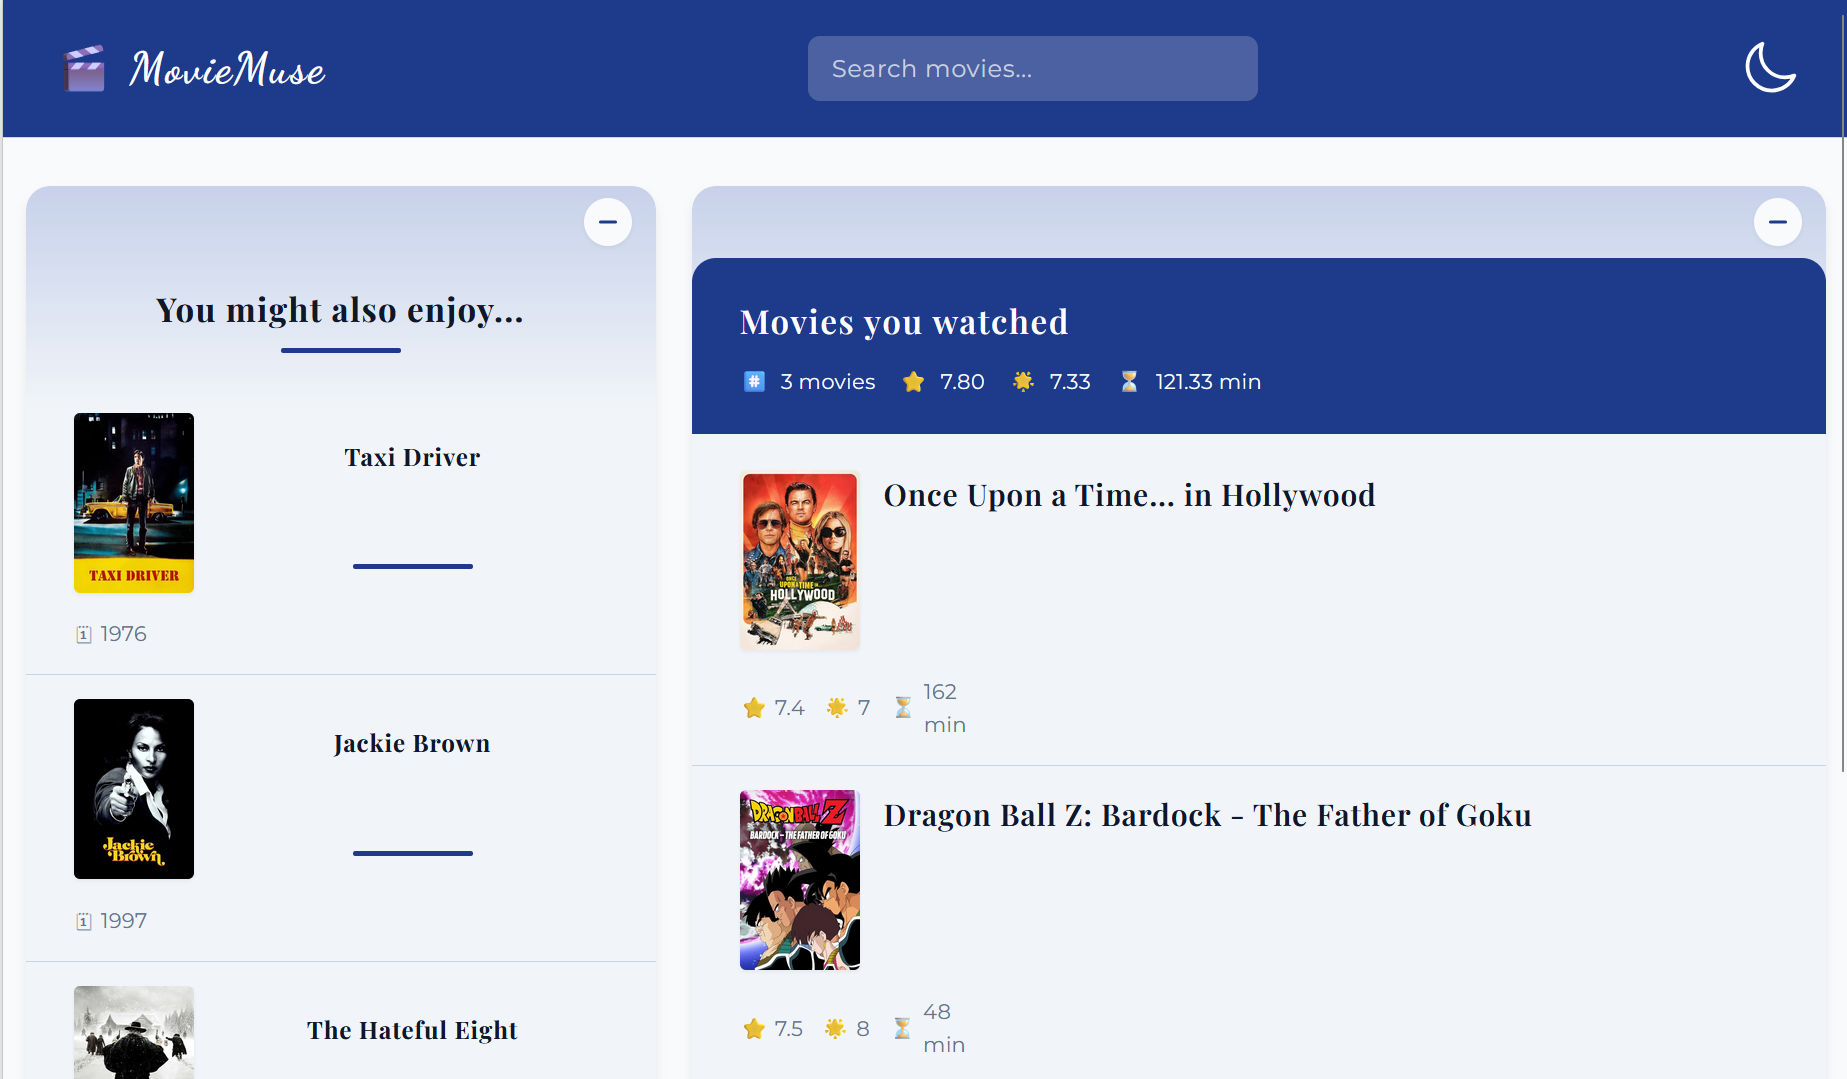 MovieMuse
Search movies...
You might also enjoy...
Taxi Driver
TAXI DRIVER
1976
Jackie Brown
Jackie
Brown
1997
The Hateful Eight
Movies you watched
# 3 movies 7.80 7.33 121.33 min
Once Upon a Time... in Hollywood
ONCE
UPON A TIME IN
HOLLYWOOD
7.4 7 162 min
Dragon Ball Z: Bardock - The Father of Goku
DRAGON BALL Z
BARDOCK - THE FATHER OF GOKU
7.5 8 48 min